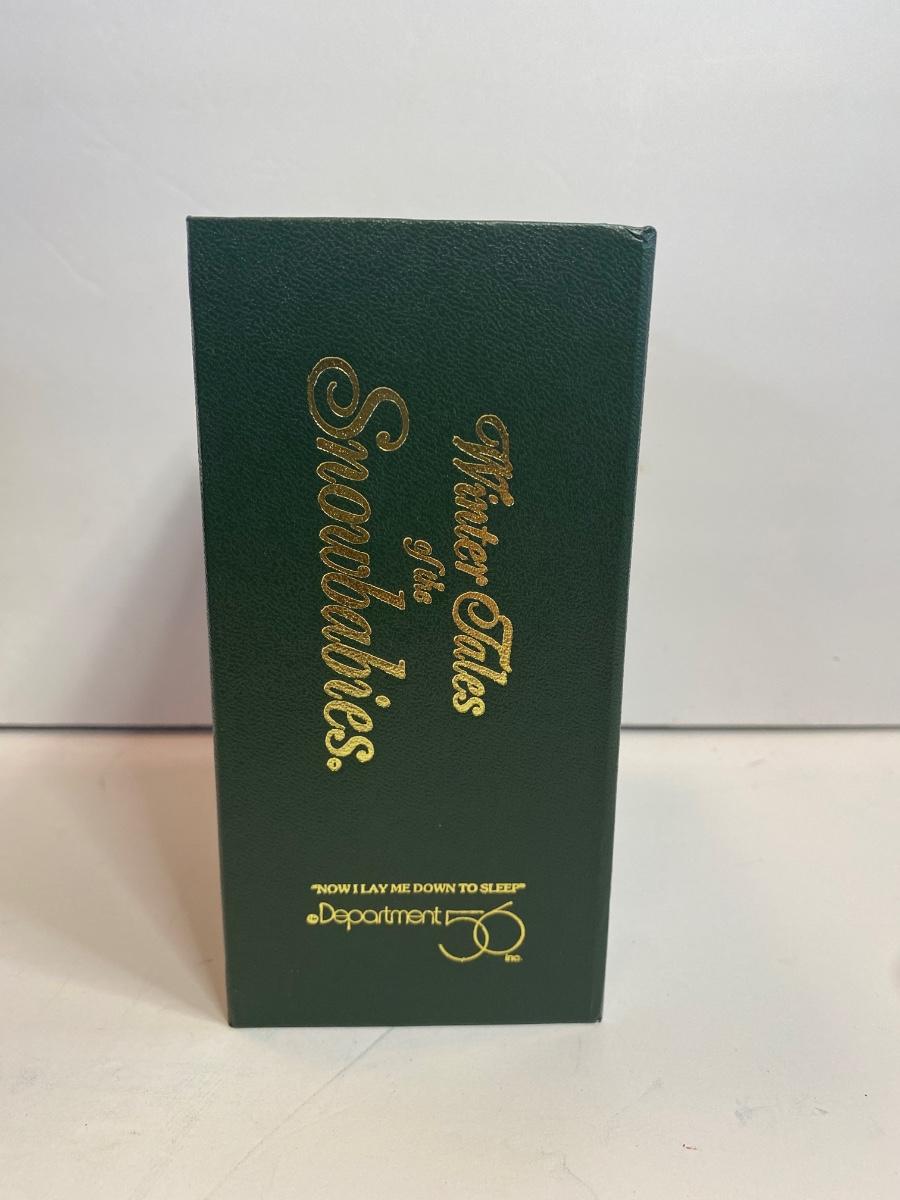 Winter Tales
of the
Snowbabies®
"NOW I LAY ME DOWN TO SLEEP"
Department 56
inc.